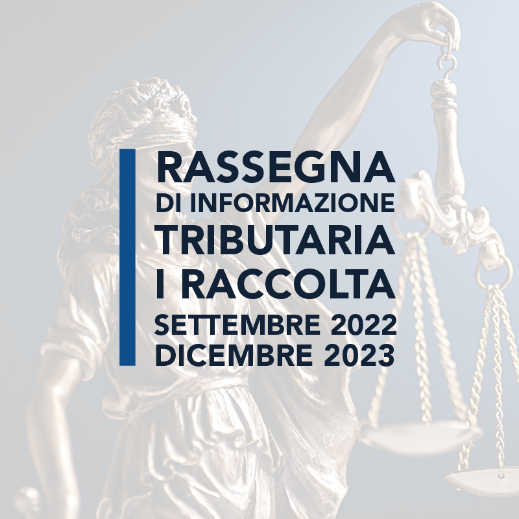 RASSEGNA
DI INFORMAZIONE
TRIBUTARIA
I RACCOLTA
SETTEMBRE 2022
DICEMBRE 2023